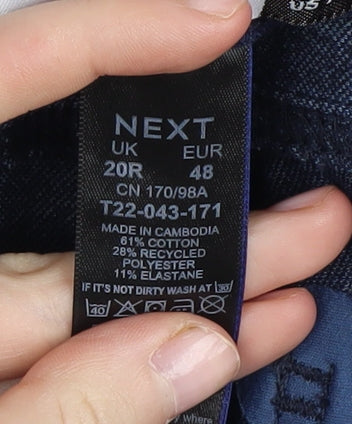 NEXT
UK EUR
20R 48
CN 170/98A
T22-043-171
MADE IN CAMBODIA
61% COTTON
28% RECYCLED
POLYESTER
11% ELASTANE
IF IT'S NOT DIRTY WASH AT 30
40
where